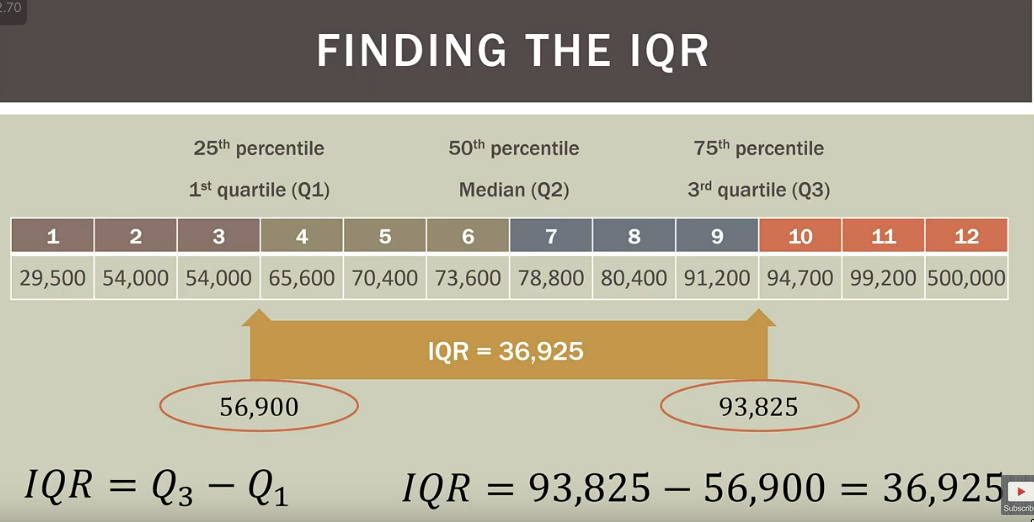 2.70
FINDING THE IQR
25th percentile 50th percentile 75th percentile
1st quartile (Q1) Median (Q2) 3rd quartile (Q3)
1 2 3 4 5 6 7 8 9 10 11 12
29,500 54,000 54,000 65,600 70,400 73,600 78,800 80,400 91,200 94,700 99,200 500,000
IQR = 36,925
56,900 93,825
IQR = Q₃ − Q₁ IQR = 93,825 − 56,900 = 36,925
Subscrib